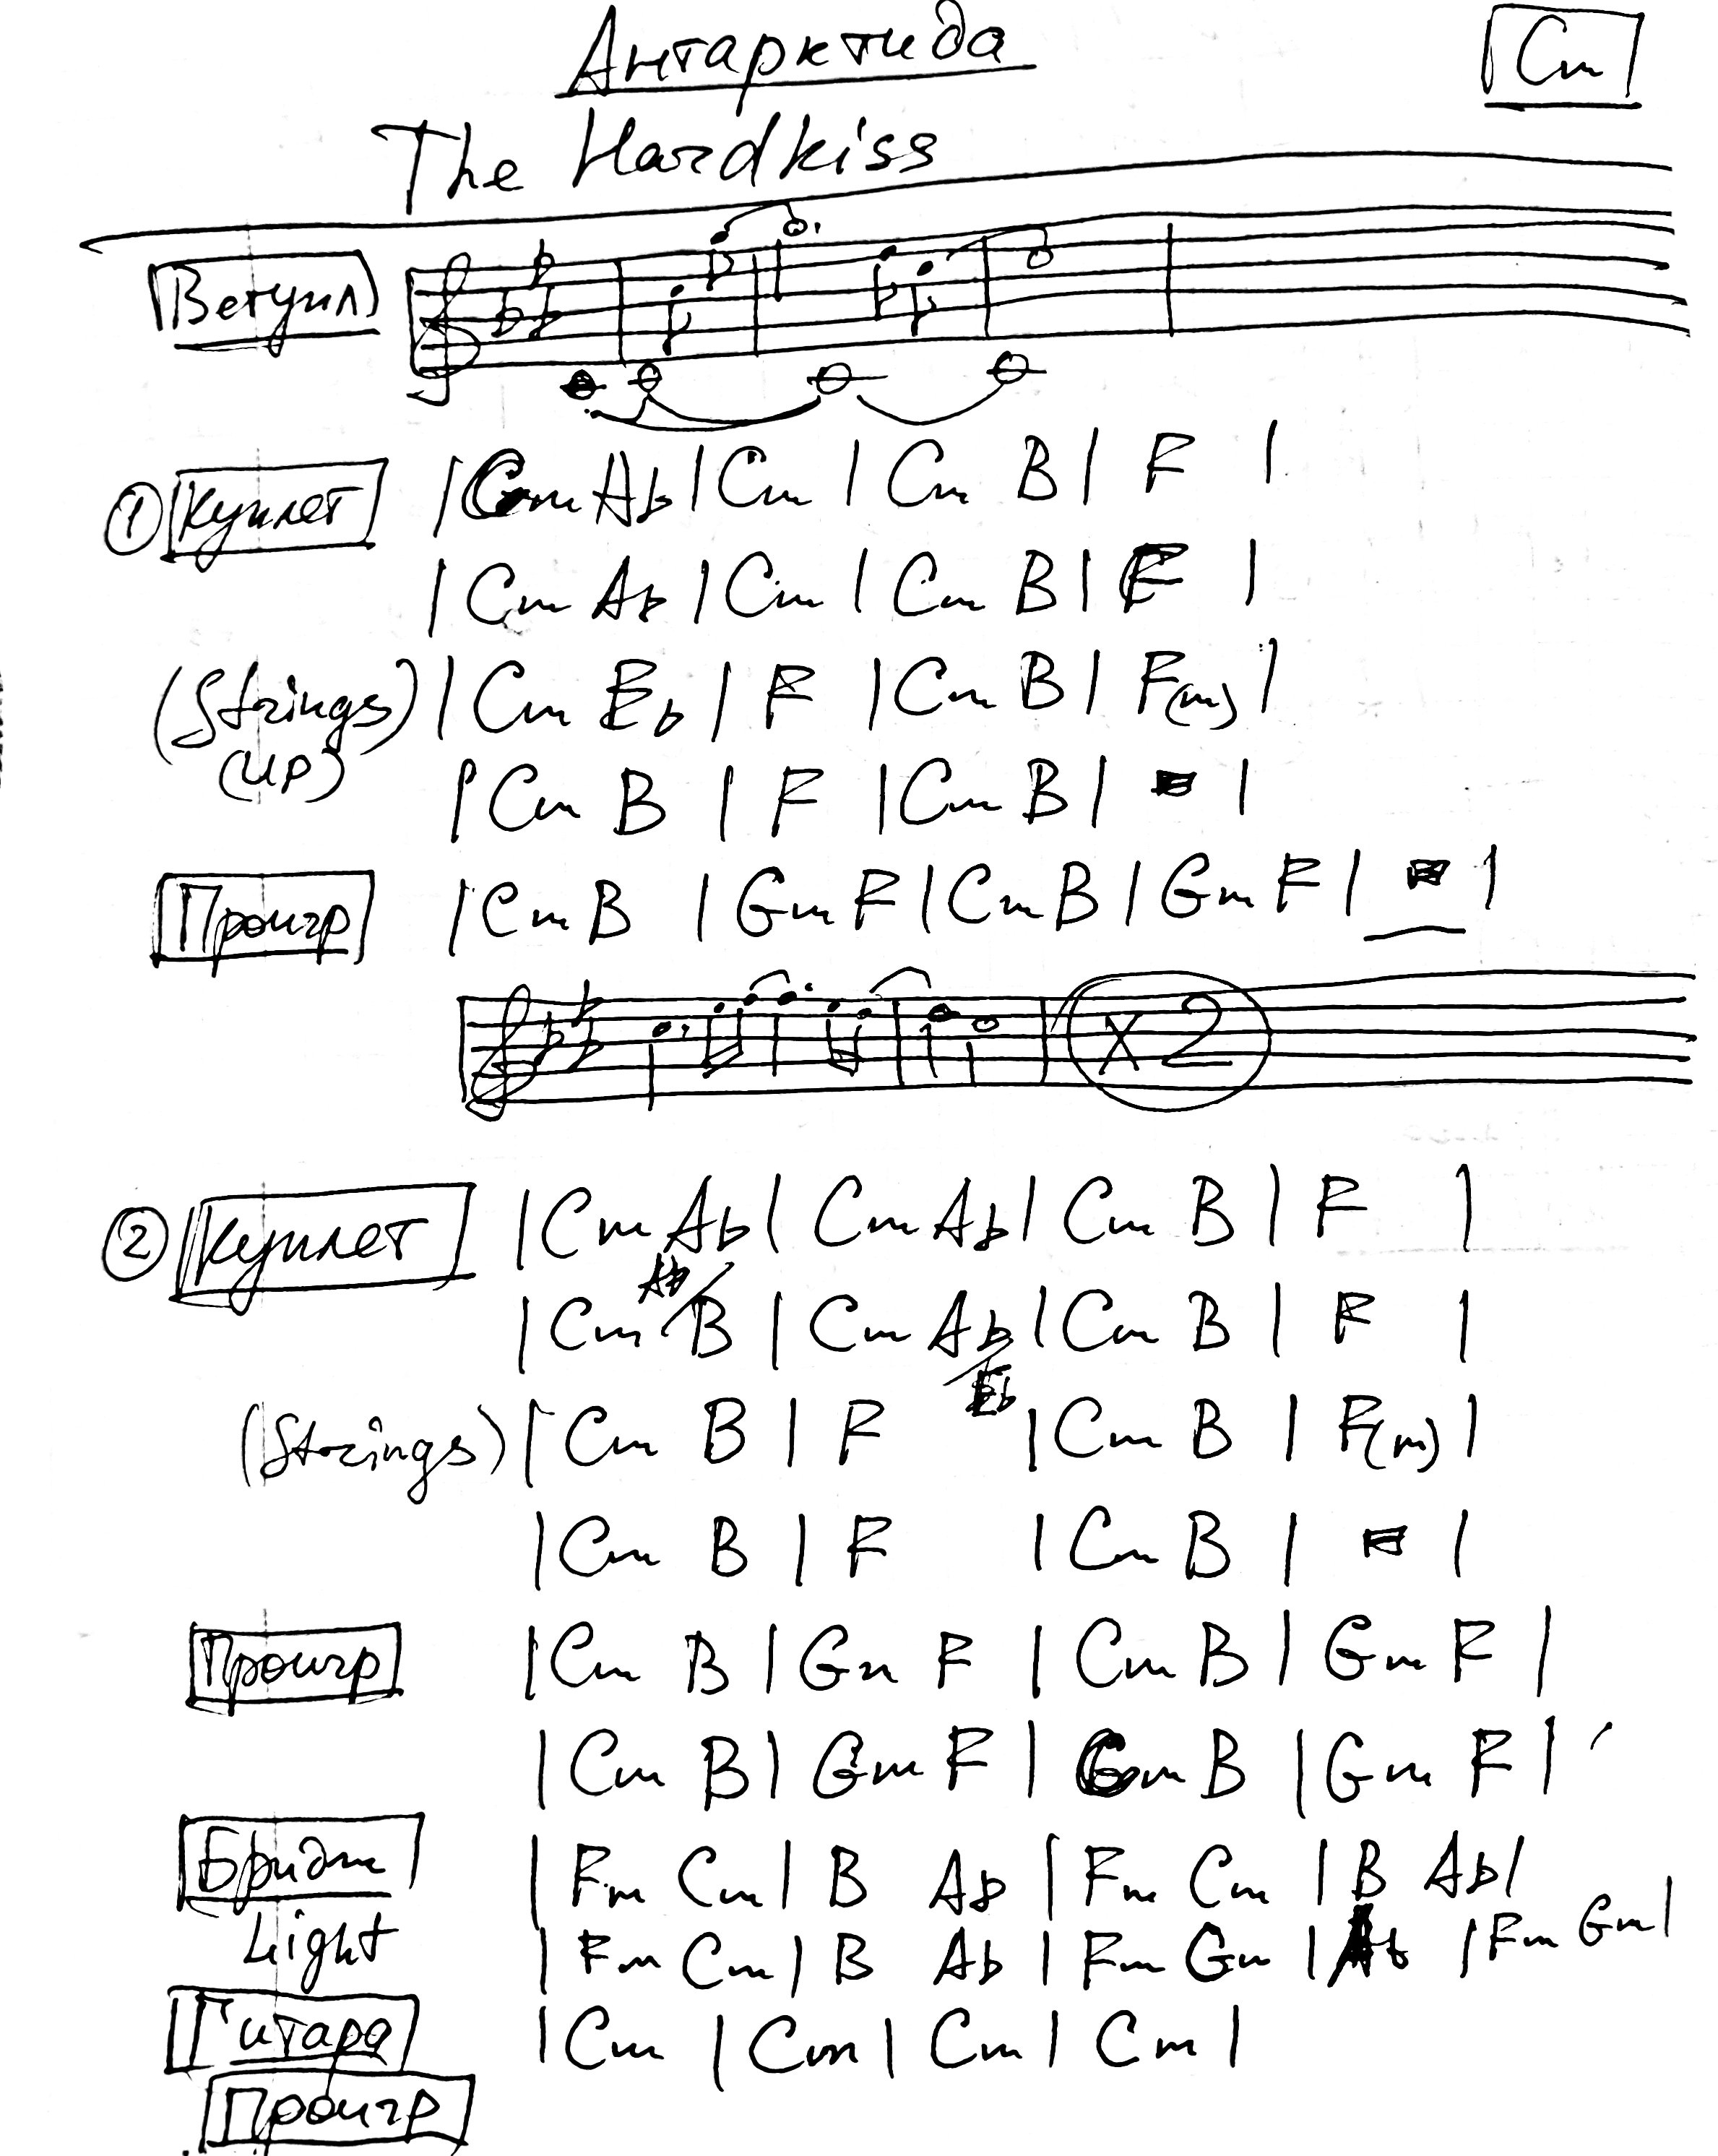 Антарктида
Cm
The Hardkiss
Вступл
① Куплет | Cm Ab | Cm | Cm B | F |
| Cm Ab | Cm | Cm B | F |
(Strings) | Cm Eb | F | Cm B | F(m) |
(up) | Cm B | F | Cm B | |
Проигр | Cm B | Gm F | Cm B | Gm F | |
x2
② Куплет | Cm Ab | Cm Ab | Cm B | F |
Ab/
| Cm B | Cm Ab | Cm B | F |
/Eb
(Strings) | Cm B | F | Cm B | F(m) |
| Cm B | F | Cm B | |
Проигр | Cm B | Gm F | Cm B | Gm F |
| Cm B | Gm F | Cm B | Gm F |
Бридж | Fm Cm | B Ab | Fm Cm | B Ab |
Light | Fm Cm | B Ab | Fm Gm | Ab | Fm Gm |
Гитара | Cm | Cm | Cm | Cm |
Проигр